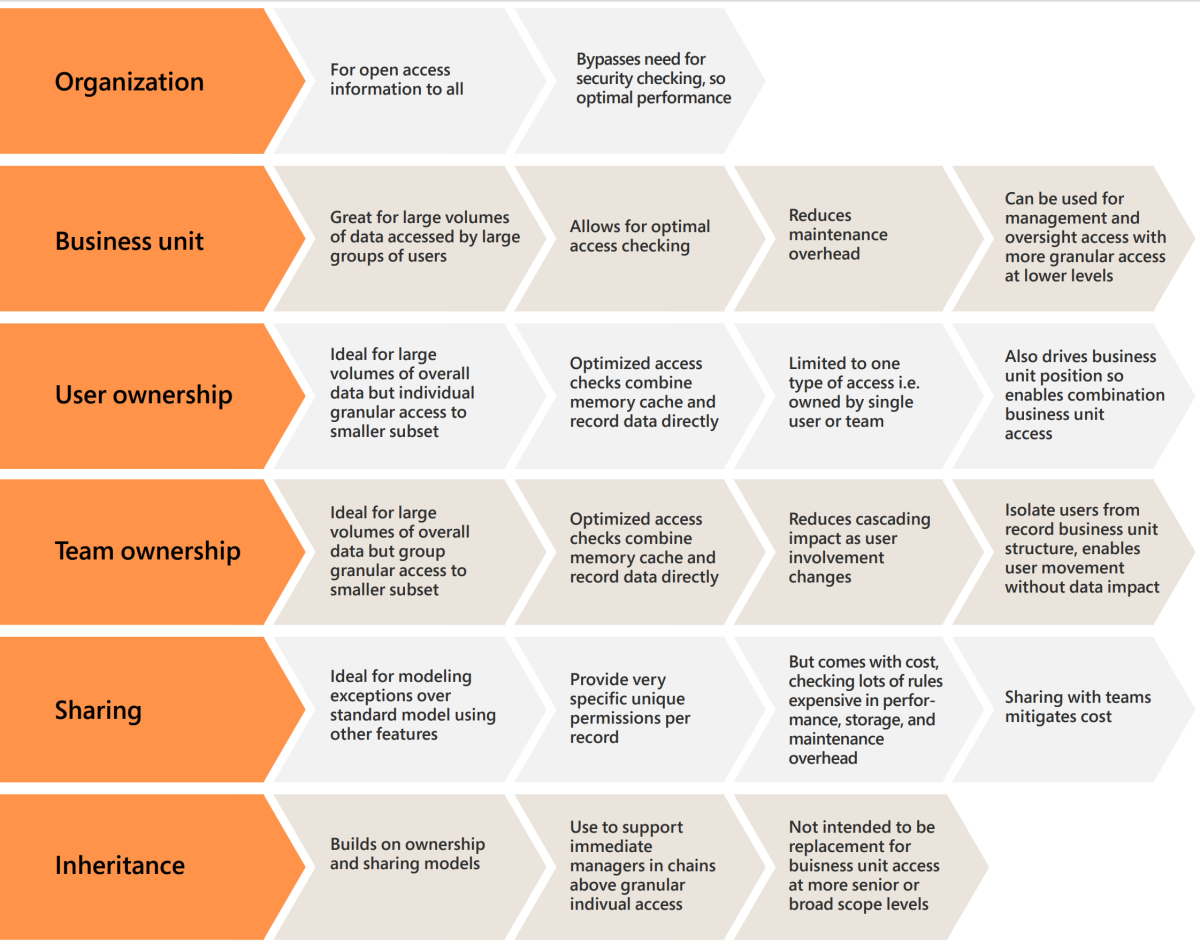 Organization
For open access
information to all
Bypasses need for
security checking, so
optimal performance
Business unit
Great for large volumes
of data accessed by large
groups of users
Allows for optimal
access checking
Reduces
maintenance
overhead
Can be used for
management and
oversight access with
more granular access
at lower levels
User ownership
Ideal for large
volumes of overall
data but individual
granular access to
smaller subset
Optimized access
checks combine
memory cache and
record data directly
Limited to one
type of access i.e.
owned by single
user or team
Also drives business
unit position so
enables combination
business unit
access
Team ownership
Ideal for large
volumes of overall
data but group
granular access to
smaller subset
Optimized access
checks combine
memory cache and
record data directly
Reduces cascading
impact as user
involvement
changes
Isolate users from
record business unit
structure, enables
user movement
without data impact
Sharing
Ideal for modeling
exceptions over
standard model using
other features
Provide very
specific unique
permissions per
record
But comes with cost,
checking lots of rules
expensive in perfor-
mance, storage, and
maintenance
overhead
Sharing with teams
mitigates cost
Inheritance
Builds on ownership
and sharing models
Use to support
immediate
managers in chains
above granular
indivual access
Not intended to be
replacement for
buisness unit access
at more senior or
broad scope levels